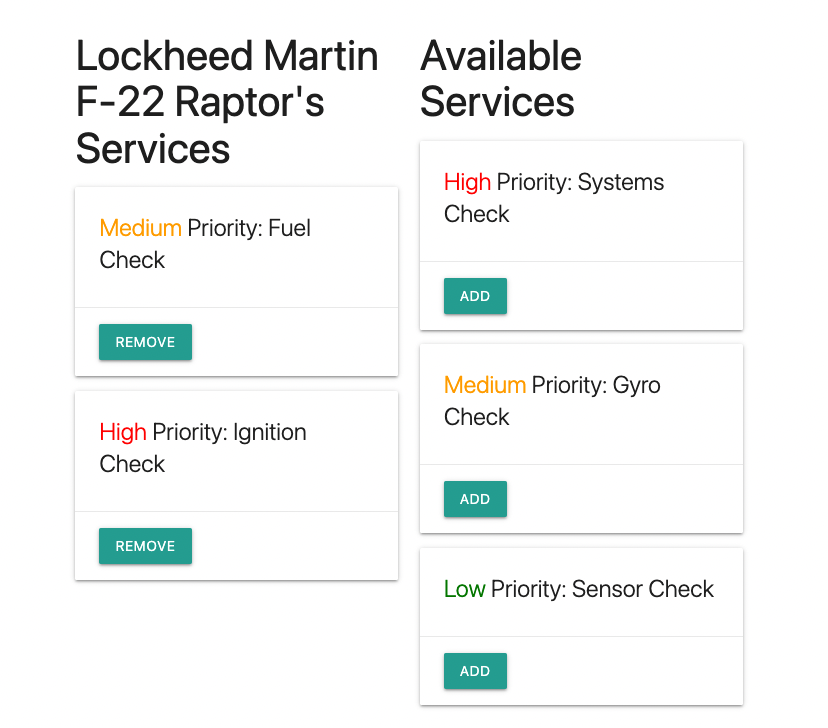 Lockheed Martin
F-22 Raptor's
Services
Medium Priority: Fuel
Check
REMOVE
High Priority: Ignition
Check
REMOVE
Available
Services
High Priority: Systems
Check
ADD
Medium Priority: Gyro
Check
ADD
Low Priority: Sensor Check
ADD